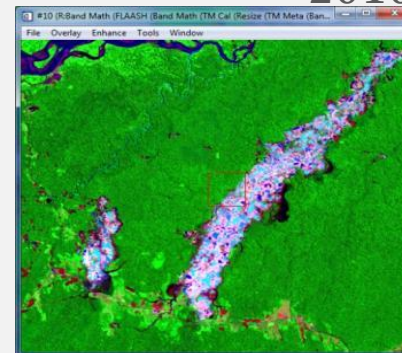 #10 (R:Band Math (FLAASH (Band Math (TM Cal (Resize (TM Meta (Ban...
File Overlay Enhance Tools Window